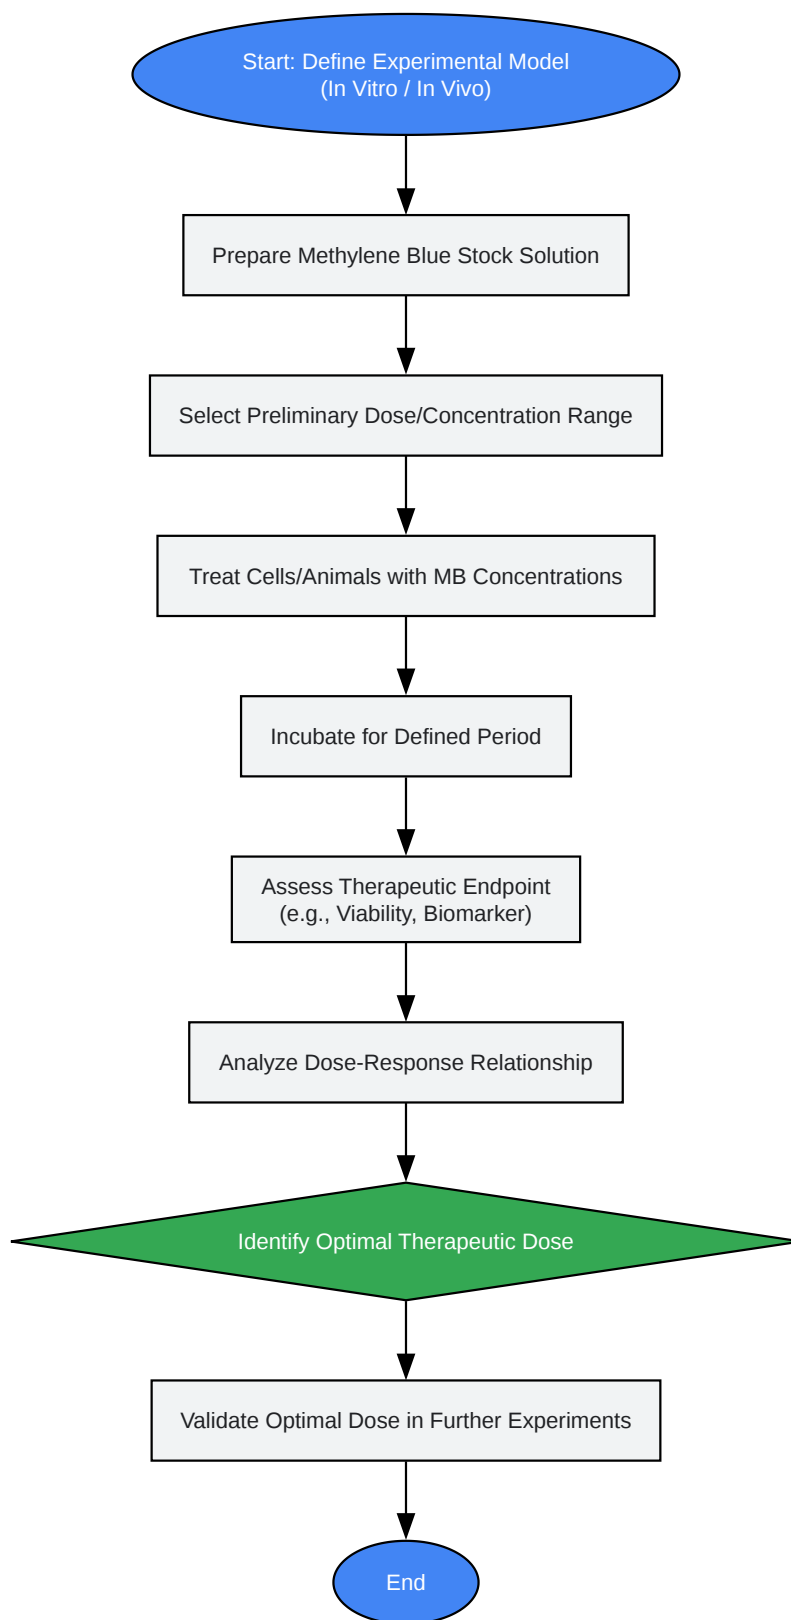 Start: Define Experimental Model
(In Vitro / In Vivo)
Prepare Methylene Blue Stock Solution
Select Preliminary Dose/Concentration Range
Treat Cells/Animals with MB Concentrations
Incubate for Defined Period
Assess Therapeutic Endpoint
(e.g., Viability, Biomarker)
Analyze Dose-Response Relationship
Identify Optimal Therapeutic Dose
Validate Optimal Dose in Further Experiments
End